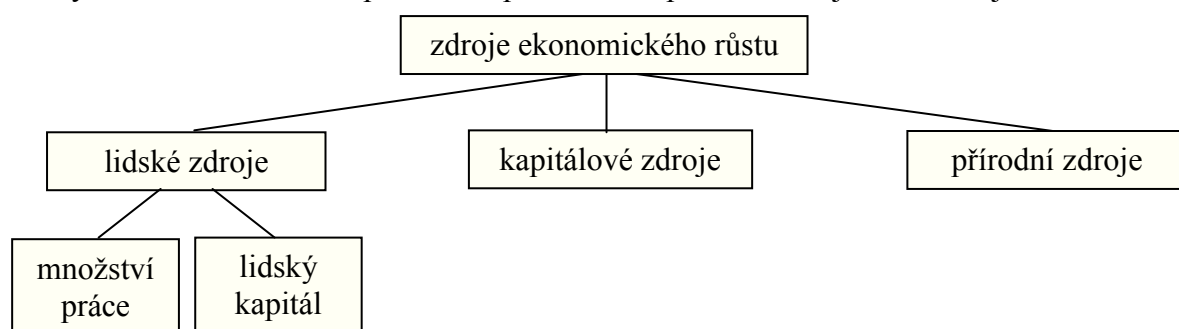 zdroje ekonomického růstu
lidské zdroje
kapitálové zdroje
přírodní zdroje
množství
práce
lidský
kapitál